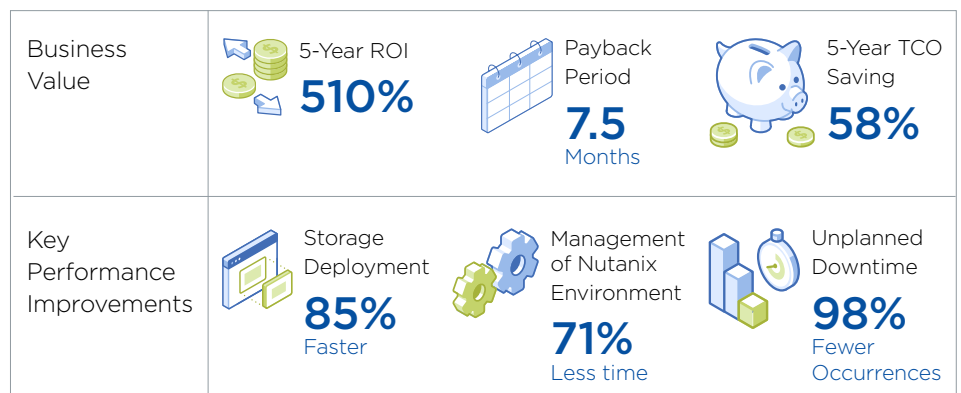 Business
Value
5-Year ROI
510%
Payback
Period
7.5
Months
5-Year TCO
Saving
58%
Key
Performance
Improvements
Storage
Deployment
85%
Faster
Management
of Nutanix
Environment
71%
Less time
Unplanned
Downtime
98%
Fewer
Occurrences